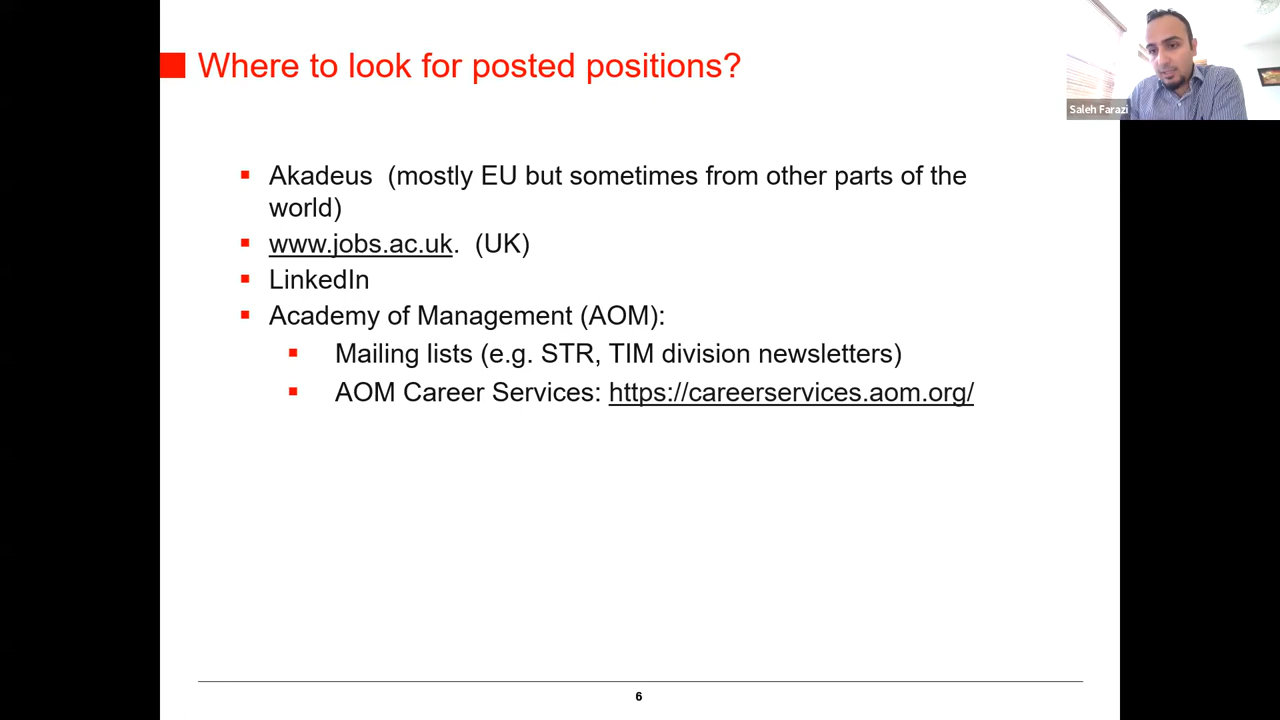 Where to look for posted positions?
Saleh Farazi
Akadeus  (mostly EU but sometimes from other parts of the
world)
www.jobs.ac.uk.  (UK)
LinkedIn
Academy of Management (AOM):
Mailing lists (e.g. STR, TIM division newsletters)
AOM Career Services: https://careerservices.aom.org/
6